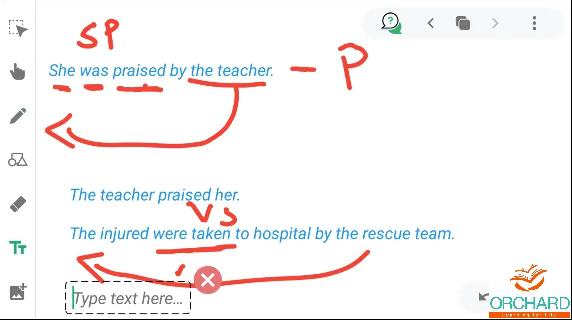 SP
She was praised by the teacher. — P
The teacher praised her.
VS
The injured were taken to hospital by the rescue team.
Type text here...
ORCHARD